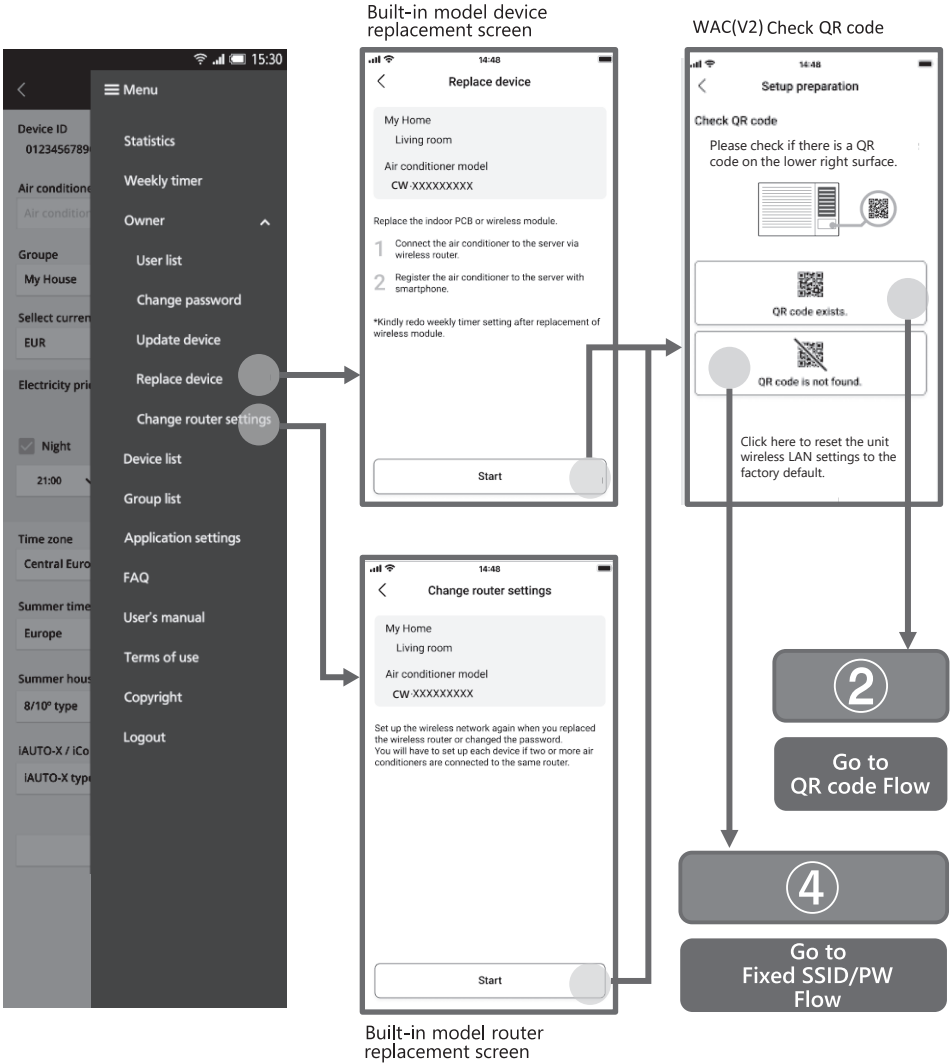 Built-in model device
replacement screen
WAC(V2) Check QR code
15:30
Menu
Device ID
Air conditione
Air condition
Groupe
My House
Sellect curren
EUR
Electricity pri
Night
21:00
Time zone
Central Euro
Summer time
Europe
Summer hous
8/10º type
iAUTO-X / iCo
iAUTO-X typ
Statistics
Weekly timer
Owner
User list
Change password
Update device
Replace device
Change router settings
Device list
Group list
Application settings
FAQ
User's manual
Terms of use
Copyright
Logout
14:48
Replace device
My Home
Living room
Air conditioner model
CW-XXXXXXXXX
Replace the indoor PCB or wireless module.
1 Connect the air conditioner to the server via
wireless router.
2 Register the air conditioner to the server with
smartphone.
*Kindly redo weekly timer setting after replacement of
wireless module.
Start
14:48
Change router settings
My Home
Living room
Air conditioner model
CW-XXXXXXXXX
Set up the wireless network again when you replaced
the wireless router or changed the password.
You will have to set up each device if two or more air
conditioners are connected to the same router.
Start
Built-in model router
replacement screen
14:48
Setup preparation
Check QR code
Please check if there is a QR
code on the lower right surface.
QR code exists.
QR code is not found.
Click here to reset the unit
wireless LAN settings to the
factory default.
②
Go to
QR code Flow
④
Go to
Fixed SSID/PW
Flow